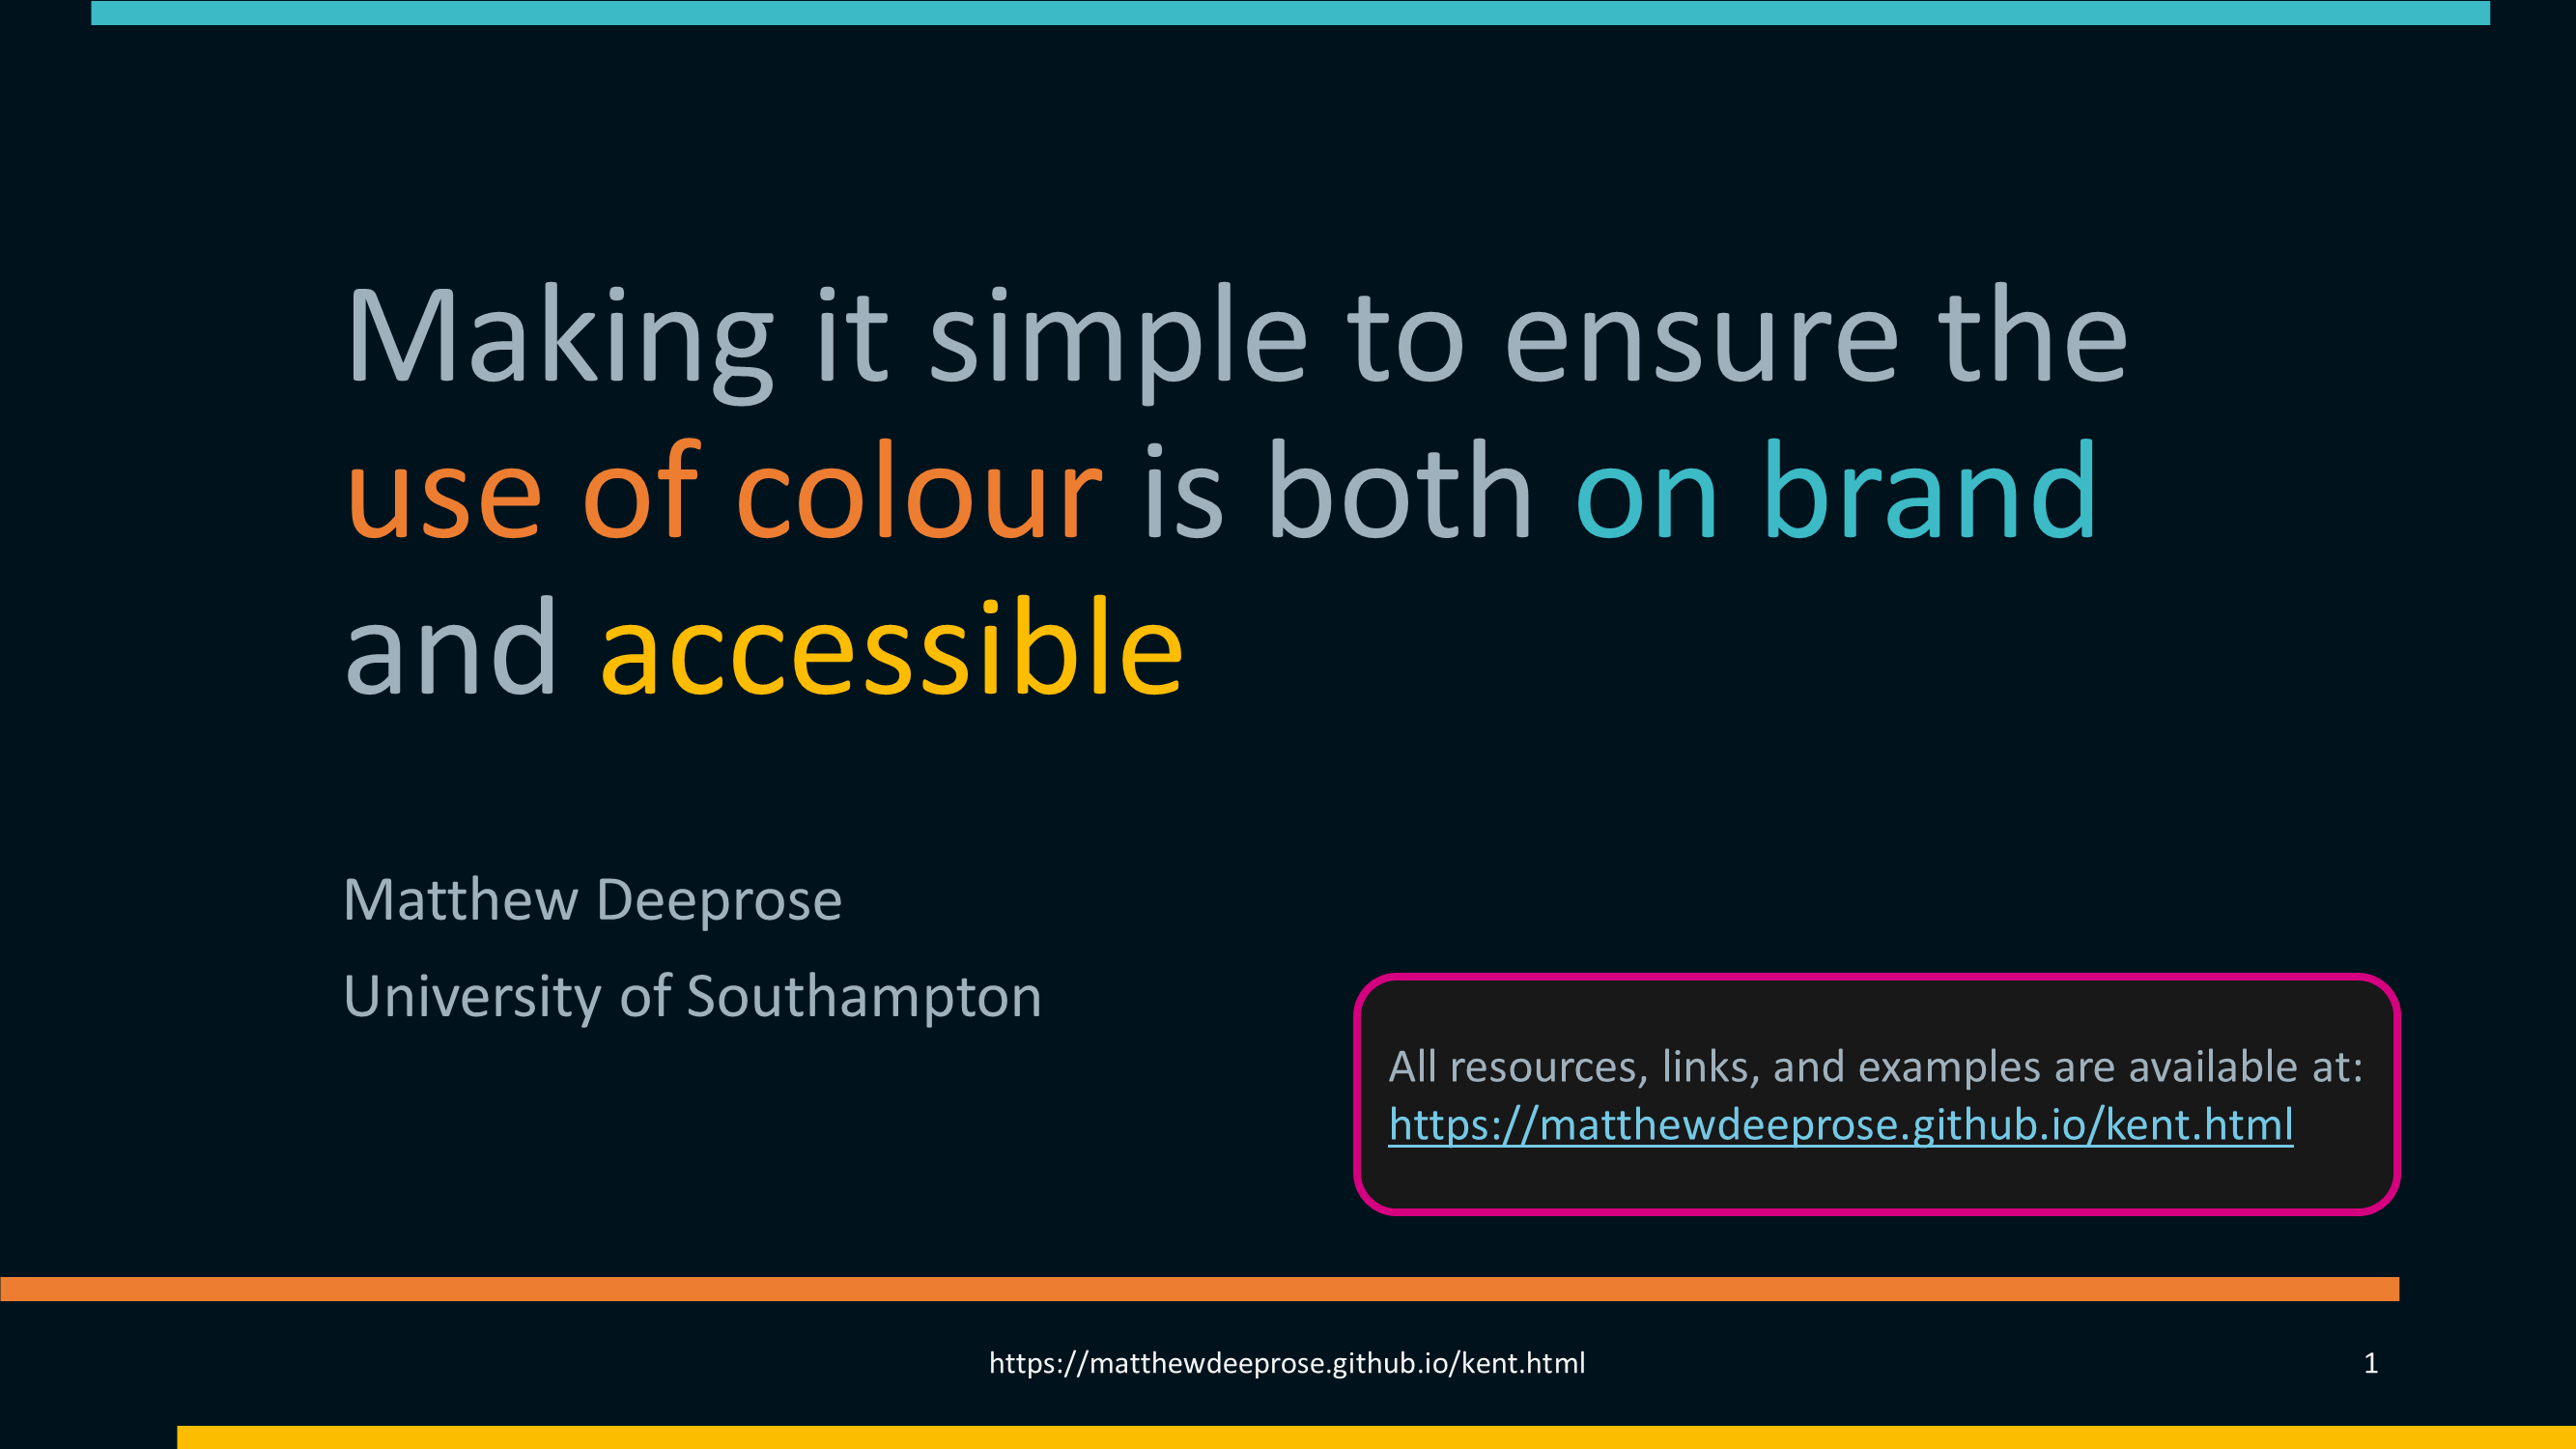 Making it simple to ensure the
use of colour is both on brand
and accessible
Matthew Deeprose
University of Southampton
All resources, links, and examples are available at:
https://matthewdeeprose.github.io/kent.html
https://matthewdeeprose.github.io/kent.html
1